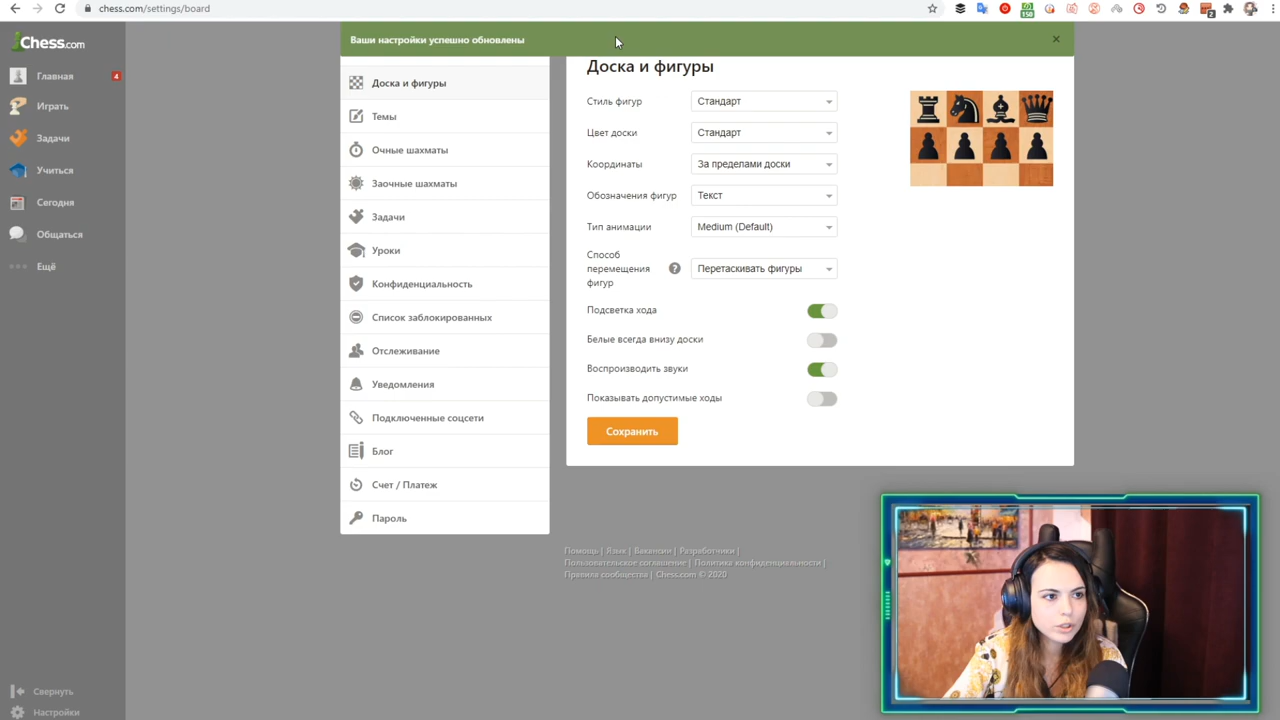 chess.com/settings/board
158
2
Chess.com
Главная
4
Играть
Задачи
Учиться
Сегодня
Общаться
Ещё
Свернуть
Настройки
Ваши настройки успешно обновлены
×
Доска и фигуры
Темы
Очные шахматы
Заочные шахматы
Задачи
Уроки
Конфиденциальность
Список заблокированных
Отслеживание
Уведомления
Подключенные соцсети
Блог
Счет / Платеж
Пароль
Доска и фигуры
Стиль фигур Стандарт
Цвет доски Стандарт
Координаты За пределами доски
Обозначения фигур Текст
Тип анимации Medium (Default)
Способ
перемещения ? Перетаскивать фигуры
фигур
Подсветка хода
Белые всегда внизу доски
Воспроизводить звуки
Показывать допустимые ходы
Сохранить
Помощь | Язык | Вакансии | Разработчики |
Пользовательское соглашение | Политика конфиденциальности |
Правила сообщества | Chess.com © 2020